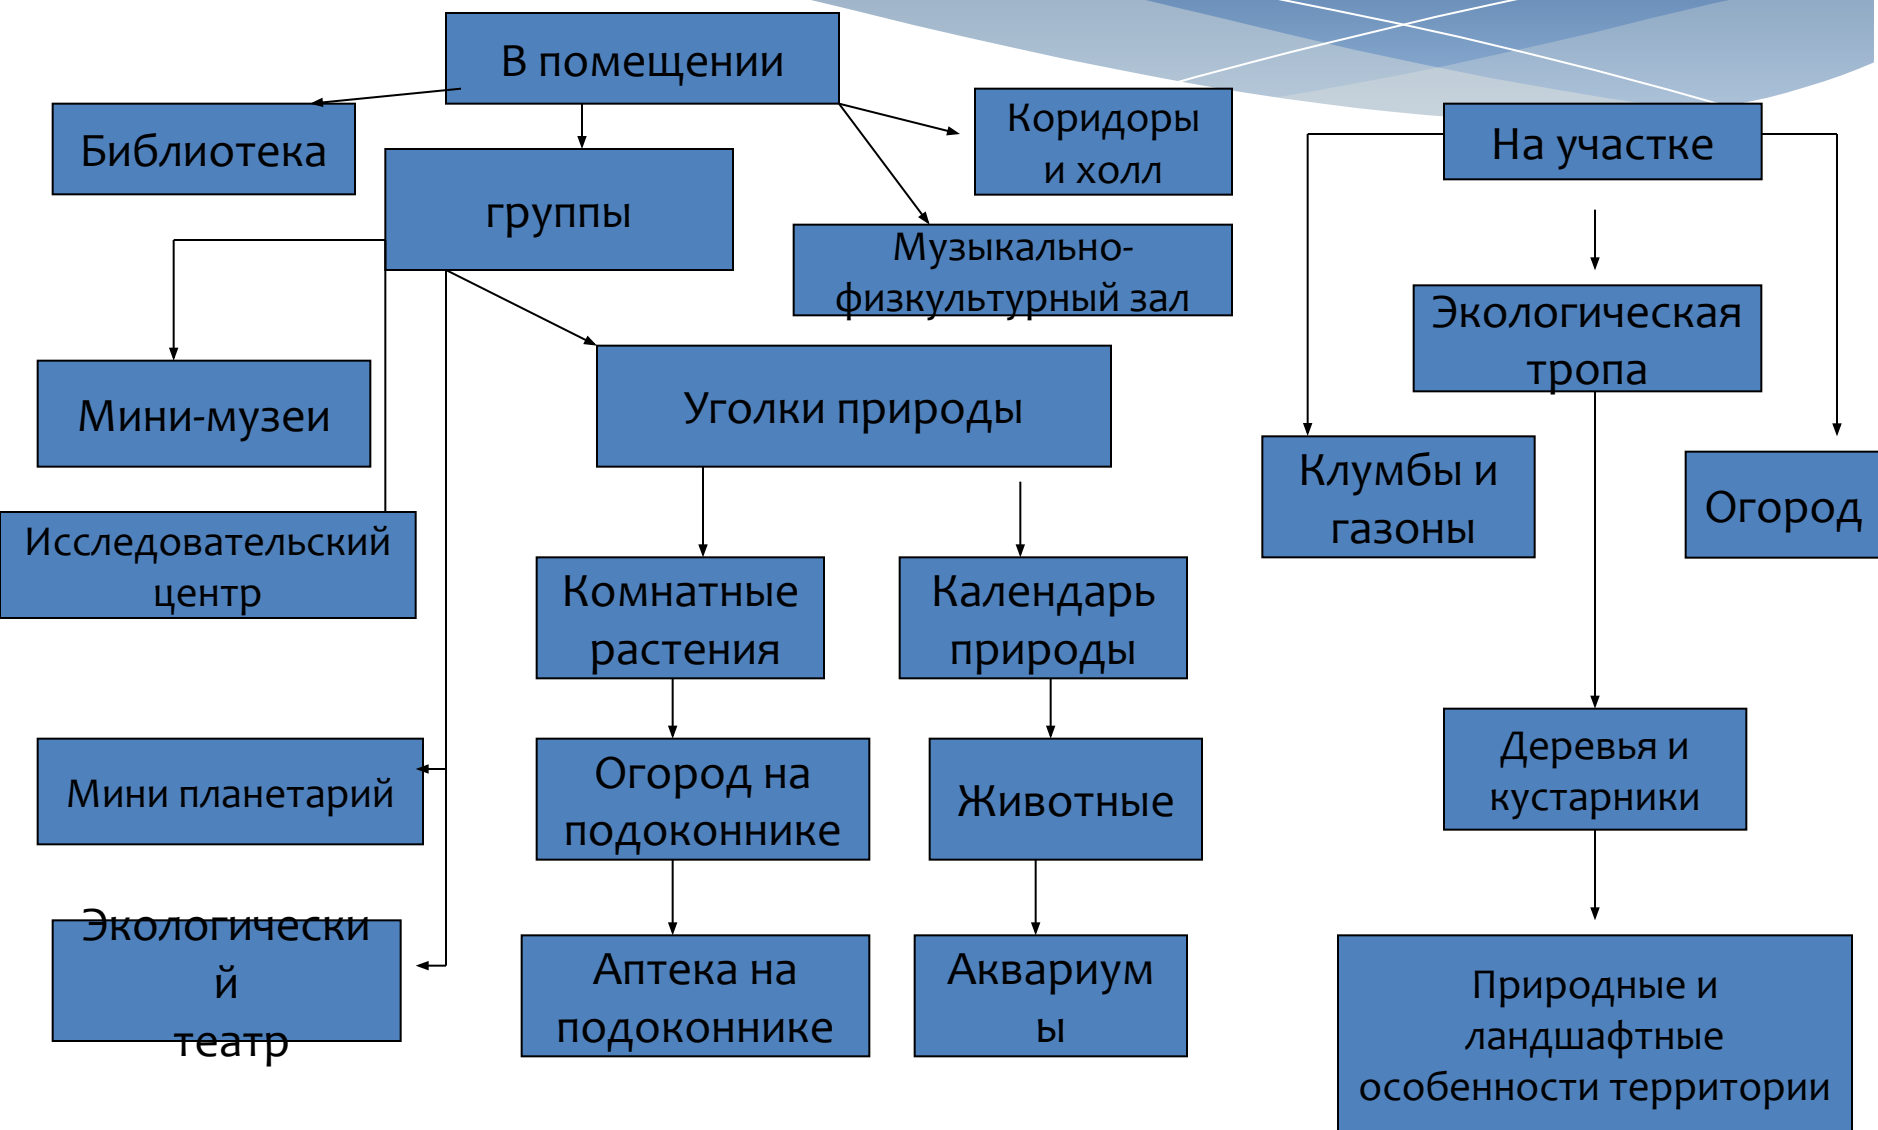 В помещении
Библиотека
группы
Коридоры
и холл
Музыкально-
физкультурный зал
На участке
Экологическая
тропа
Мини-музеи
Уголки природы
Клумбы и
газоны
Огород
Исследовательский
центр
Комнатные
растения
Календарь
природы
Мини планетарий
Огород на
подоконнике
Животные
Деревья и
кустарники
Экологически
й
театр
Аптека на
подоконнике
Аквариум
ы
Природные и
ландшафтные
особенности территории